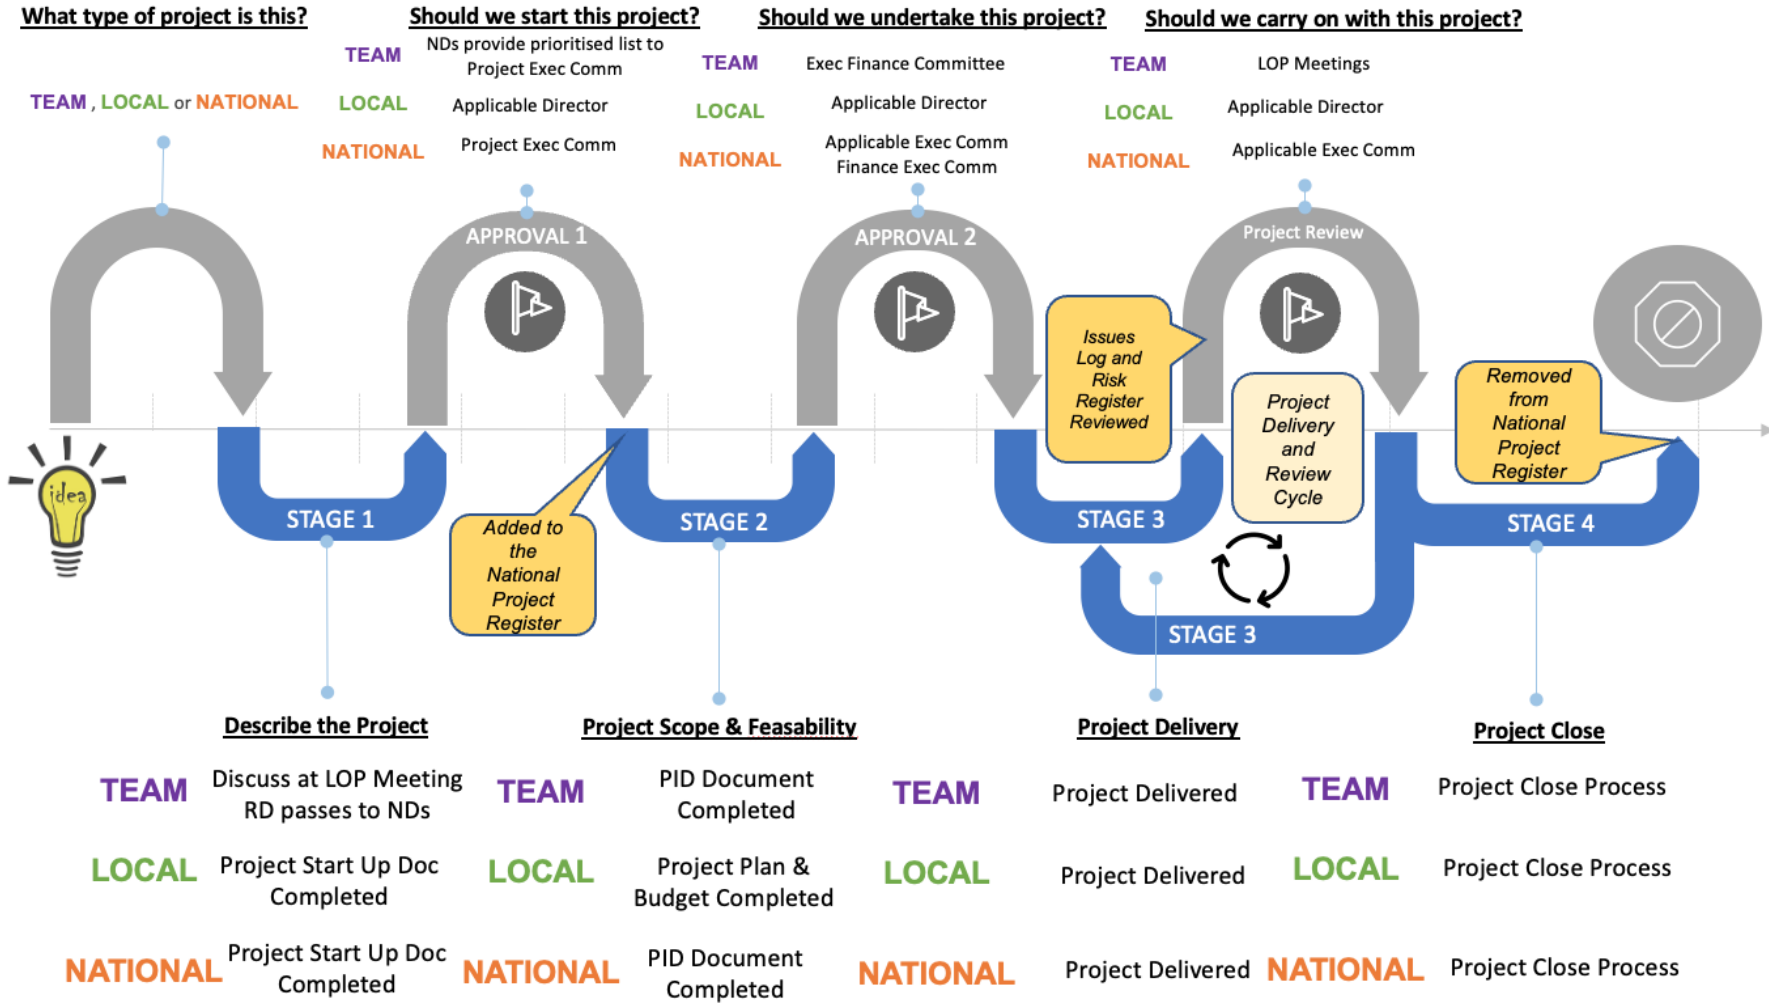 What type of project is this?
TEAM , LOCAL or NATIONAL
Should we start this project?
TEAM
NDs provide prioritised list to
Project Exec Comm
LOCAL
Applicable Director
NATIONAL
Project Exec Comm
Should we undertake this project?
TEAM
Exec Finance Committee
LOCAL
Applicable Director
NATIONAL
Applicable Exec Comm
Finance Exec Comm
Should we carry on with this project?
TEAM
LOP Meetings
LOCAL
Applicable Director
NATIONAL
Applicable Exec Comm
APPROVAL 1
APPROVAL 2
Project Review
Issues
Log and
Risk
Register
Reviewed
Project
Delivery
and
Review
Cycle
Removed
from
National
Project
Register
idea
STAGE 1
Added to
the
National
Project
Register
STAGE 2
STAGE 3
STAGE 3
STAGE 4
Describe the Project
TEAM
Discuss at LOP Meeting
RD passes to NDs
LOCAL
Project Start Up Doc
Completed
NATIONAL
Project Start Up Doc
Completed
Project Scope & Feasability
TEAM
PID Document
Completed
LOCAL
Project Plan &
Budget Completed
NATIONAL
PID Document
Completed
Project Delivery
TEAM
Project Delivered
LOCAL
Project Delivered
NATIONAL
Project Delivered
Project Close
TEAM
Project Close Process
LOCAL
Project Close Process
NATIONAL
Project Close Process